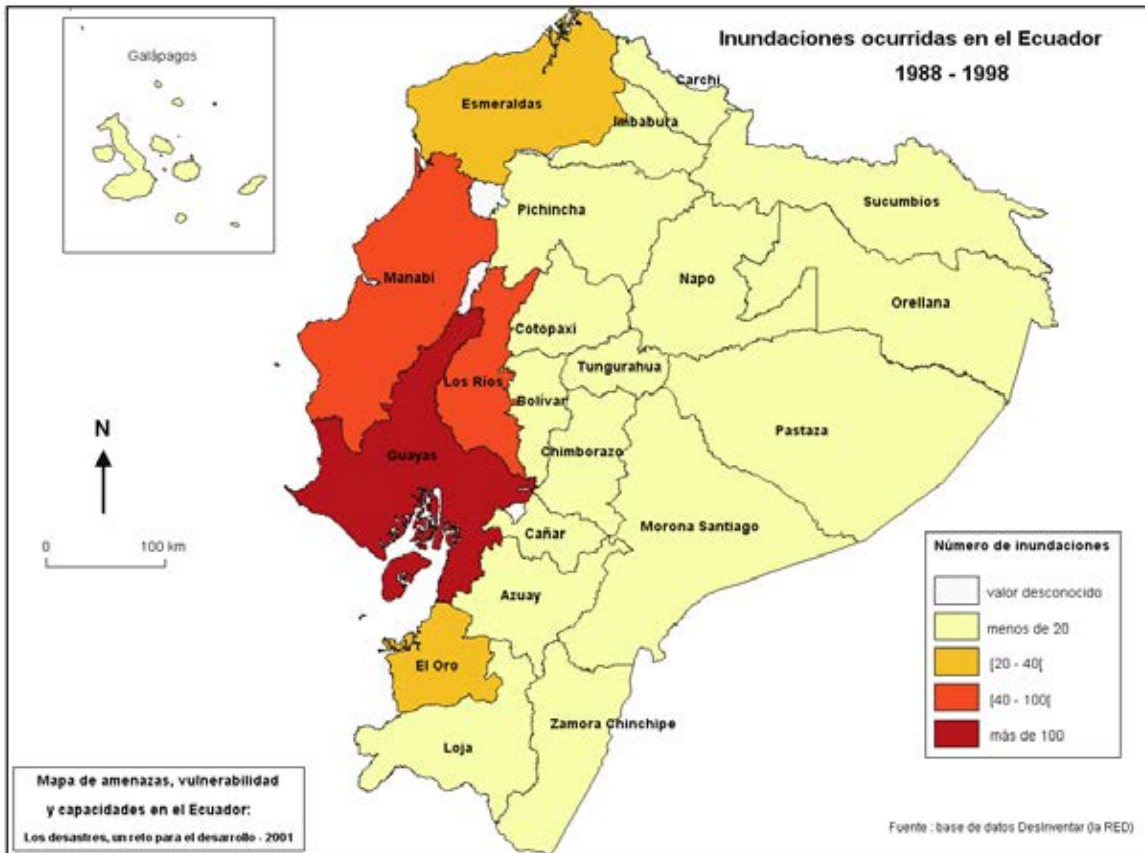 Galápagos
Inundaciones ocurridas en el Ecuador
1988 - 1998
Carchi
Esmeraldas
Imbabura
Sucumbíos
Pichincha
Manabí
Napo
Orellana
Cotopaxi
Tungurahua
Los Ríos
Bolívar
Pastaza
Guayas
Chimborazo
N
Morona Santiago
Cañar
0 100 km
Azuay
El Oro
Zamora Chinchipe
Loja
Número de inundaciones
valor desconocido
menos de 20
[20 - 40[
[40 - 100[
más de 100
Mapa de amenazas, vulnerabilidad
y capacidades en el Ecuador:
Los desastres, un reto para el desarrollo - 2001
Fuente : base de datos DesInventar (la RED)